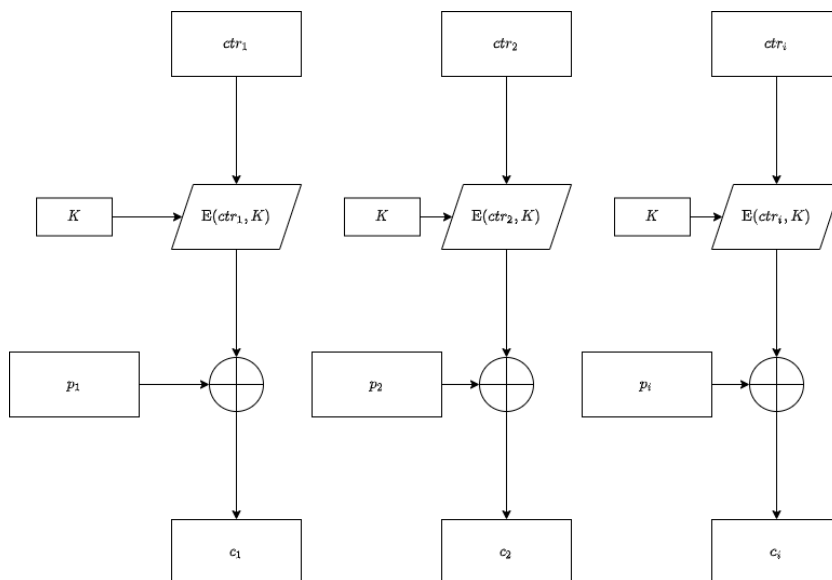 ctr₁ ctr₂ ctrᵢ
K E(ctr₁, K) K E(ctr₂, K) K E(ctrᵢ, K)
p₁ p₂ pᵢ
c₁ c₂ cᵢ